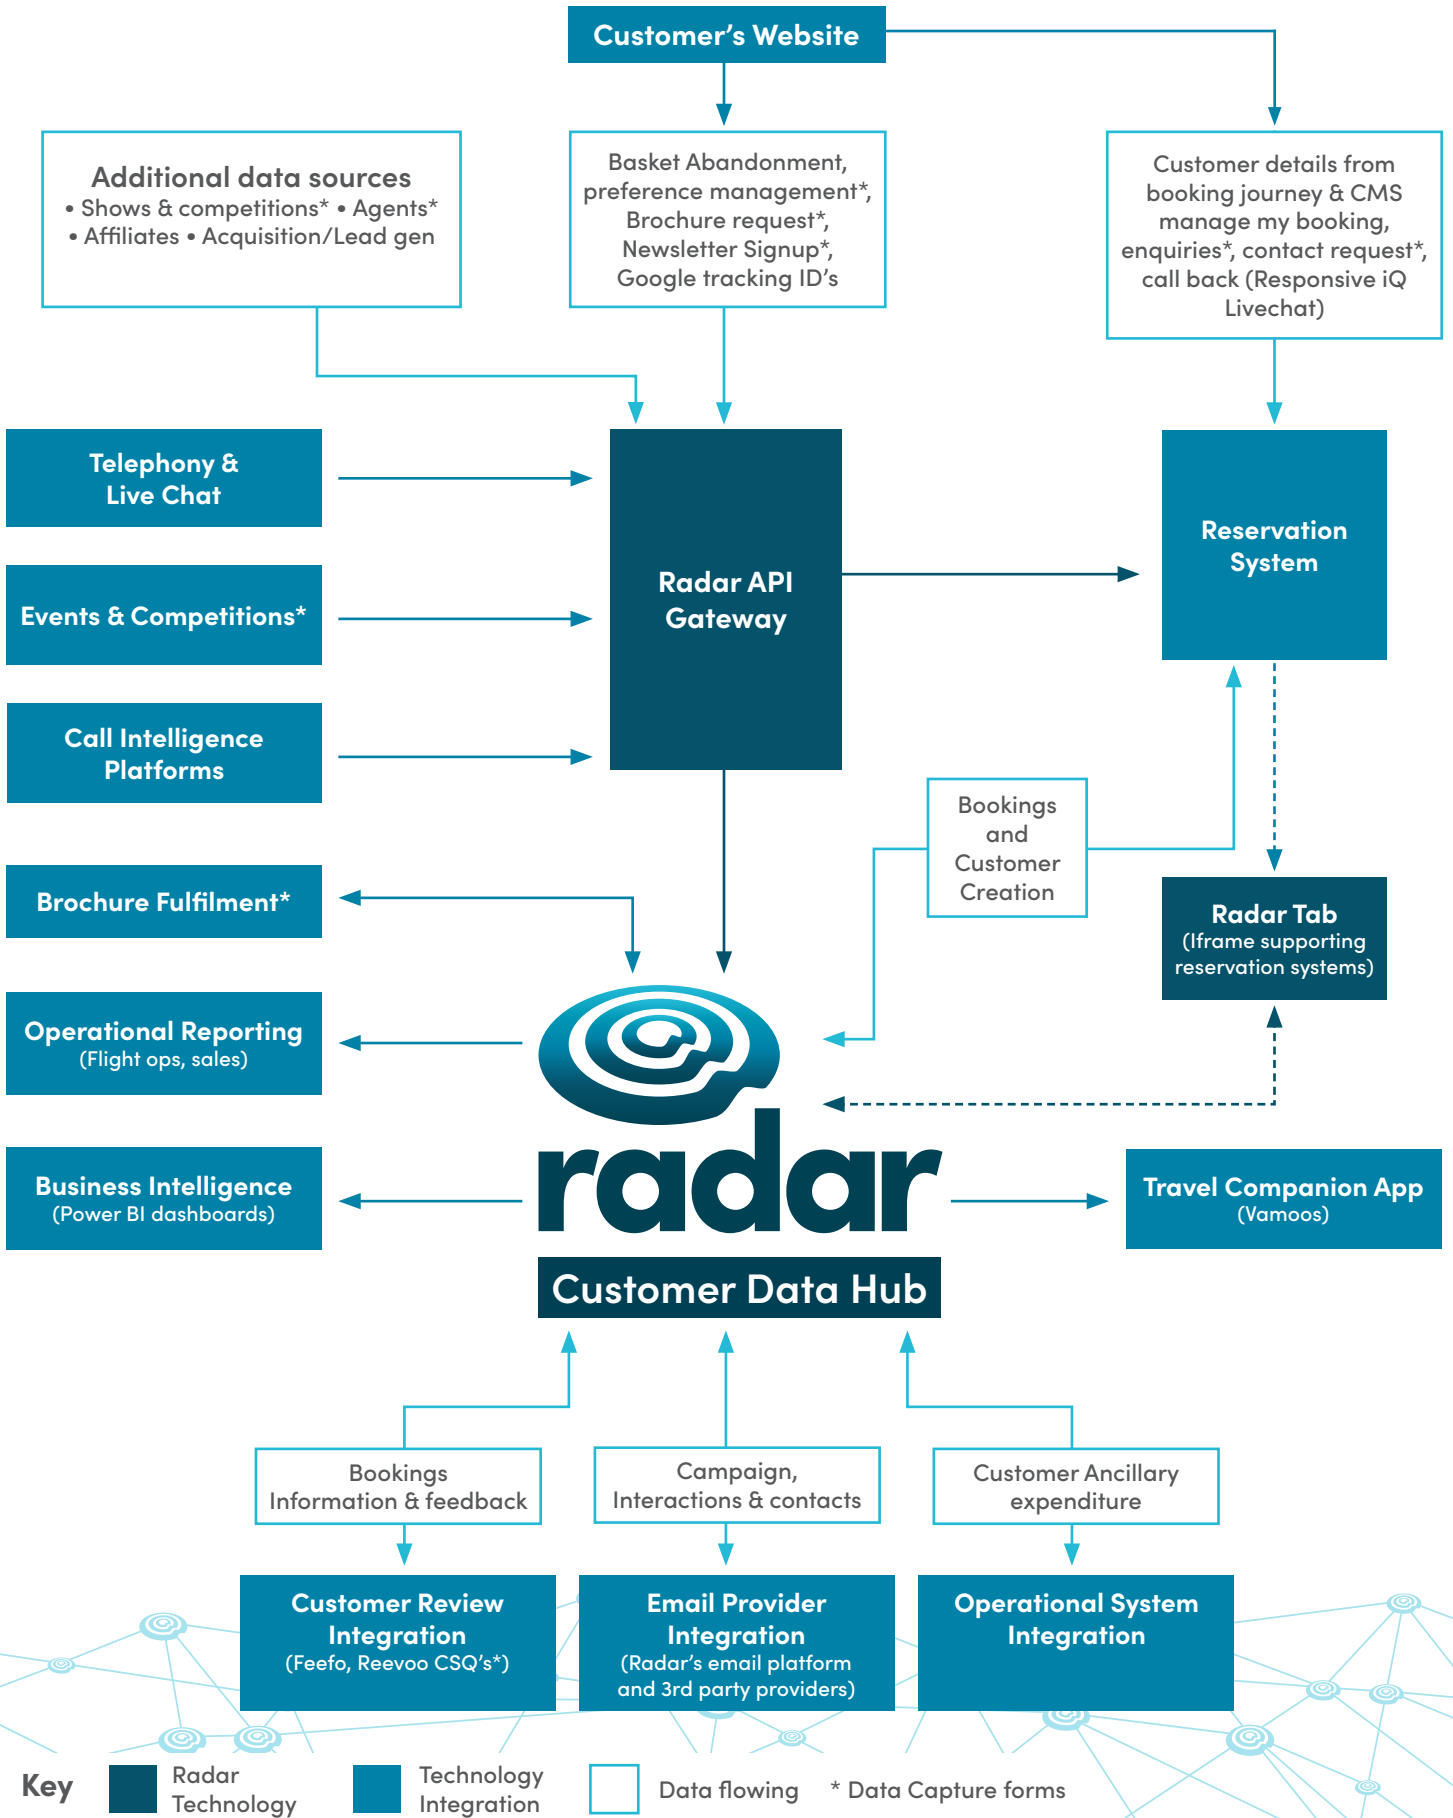 Customer's Website
Additional data sources
• Shows & competitions* • Agents*
• Affiliates • Acquisition/Lead gen
Basket Abandonment,
preference management*,
Brochure request*,
Newsletter Signup*,
Google tracking ID's
Customer details from
booking journey & CMS
manage my booking,
enquiries*, contact request*,
call back (Responsive iQ
Livechat)
Telephony &
Live Chat
Events & Competitions*
Call Intelligence
Platforms
Radar API
Gateway
Reservation
System
Bookings
and
Customer
Creation
Brochure Fulfilment*
Radar Tab
(Iframe supporting
reservation systems)
Operational Reporting
(Flight ops, sales)
Business Intelligence
(Power BI dashboards)
radar
Customer Data Hub
Travel Companion App
(Vamoos)
Bookings
Information & feedback
Campaign,
Interactions & contacts
Customer Ancillary
expenditure
Customer Review
Integration
(Feefo, Reevoo CSQ's*)
Email Provider
Integration
(Radar's email platform
and 3rd party providers)
Operational System
Integration
Key
Radar
Technology
Technology
Integration
Data flowing
* Data Capture forms